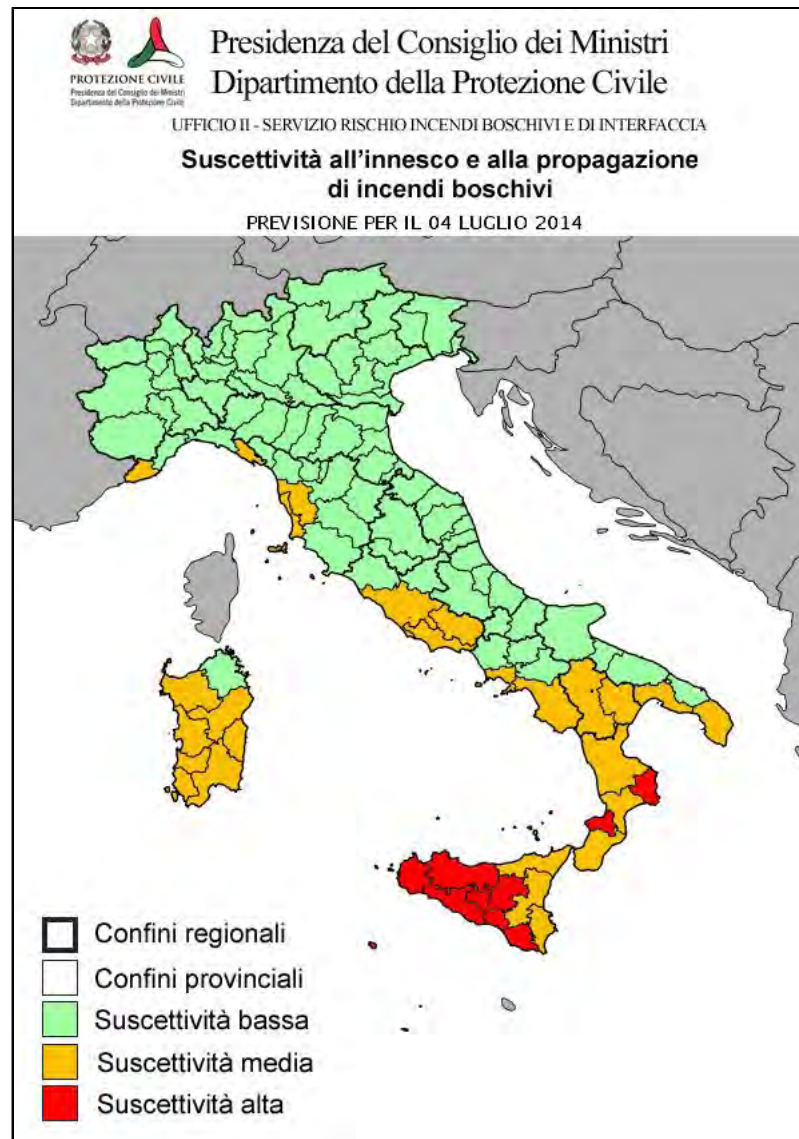 Presidenza del Consiglio dei Ministri
Dipartimento della Protezione Civile
PROTEZIONE CIVILE
Presidenza del Consiglio dei Ministri
Dipartimento della Protezione Civile
UFFICIO II - SERVIZIO RISCHIO INCENDI BOSCHIVI E DI INTERFACCIA
Suscettività all'innesco e alla propagazione
di incendi boschivi
PREVISIONE PER IL 04 LUGLIO 2014
Confini regionali
Confini provinciali
Suscettività bassa
Suscettività media
Suscettività alta